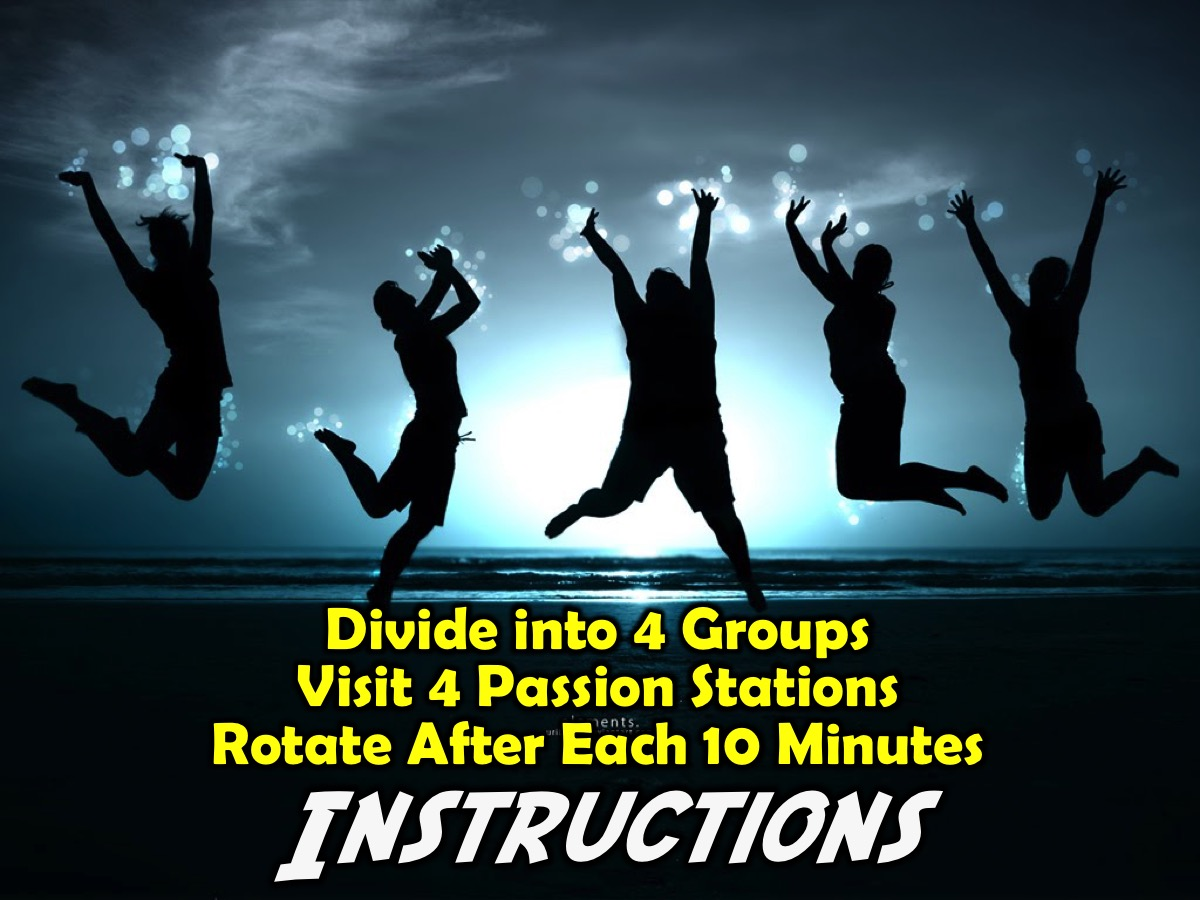 Divide into 4 Groups
Visit 4 Passion Stations
Rotate After Each 10 Minutes
Instructions